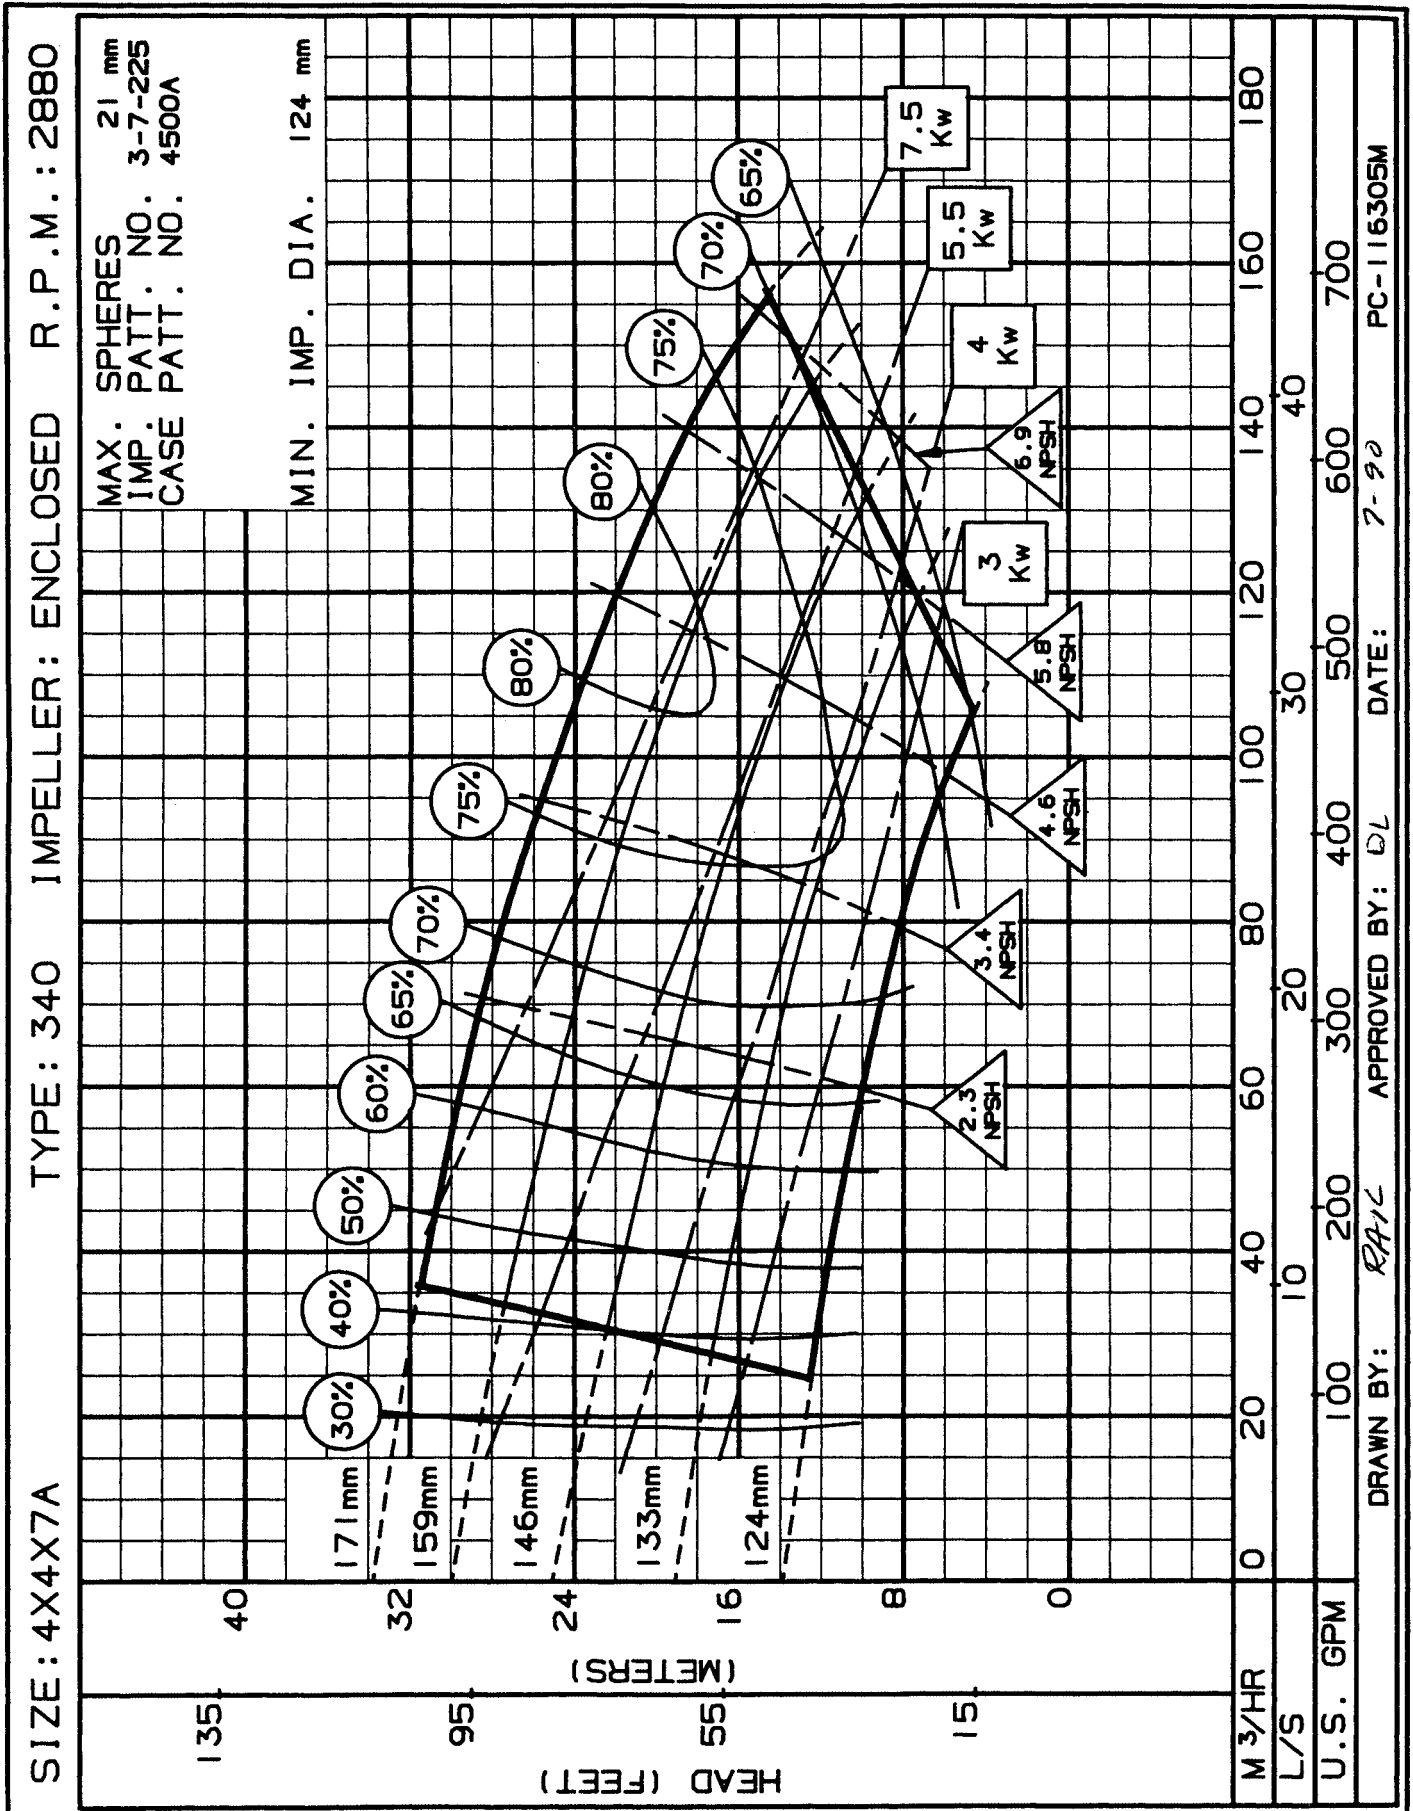 SIZE: 4X4X7A TYPE: 340 IMPELLER: ENCLOSED R.P.M.: 2880
MAX. SPHERES 21 mm
IMP. PATT. NO. 3-7-225
CASE PATT. NO. 4500A
MIN. IMP. DIA. 124 mm
HEAD (FEET)
135
95
55
15
(METERS)
40
32
24
16
8
0
171mm
159mm
146mm
133mm
124mm
30%
40%
50%
60%
65%
70%
75%
80%
80%
75%
70%
65%
2.3
NPSH
3.4
NPSH
4.6
NPSH
5.8
NPSH
6.9
NPSH
3
Kw
4
Kw
5.5
Kw
7.5
Kw
M³/HR 0 20 40 60 80 100 120 140 160 180
L/S 10 20 30 40
U.S. GPM 100 200 300 400 500 600 700
DRAWN BY: APPROVED BY: DL DATE: 7-90 PC-116305M